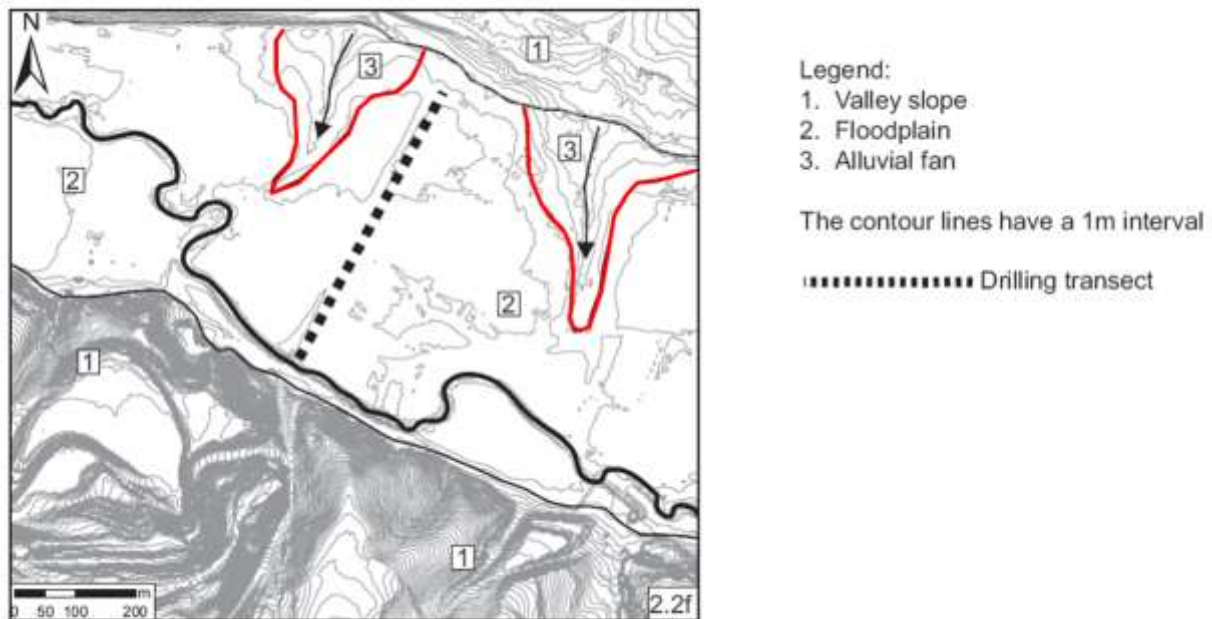 N
1
3
3
2
2
1
1
m
0 50 100 200
2.2f
Legend:
1. Valley slope
2. Floodplain
3. Alluvial fan
The contour lines have a 1m interval
Drilling transect